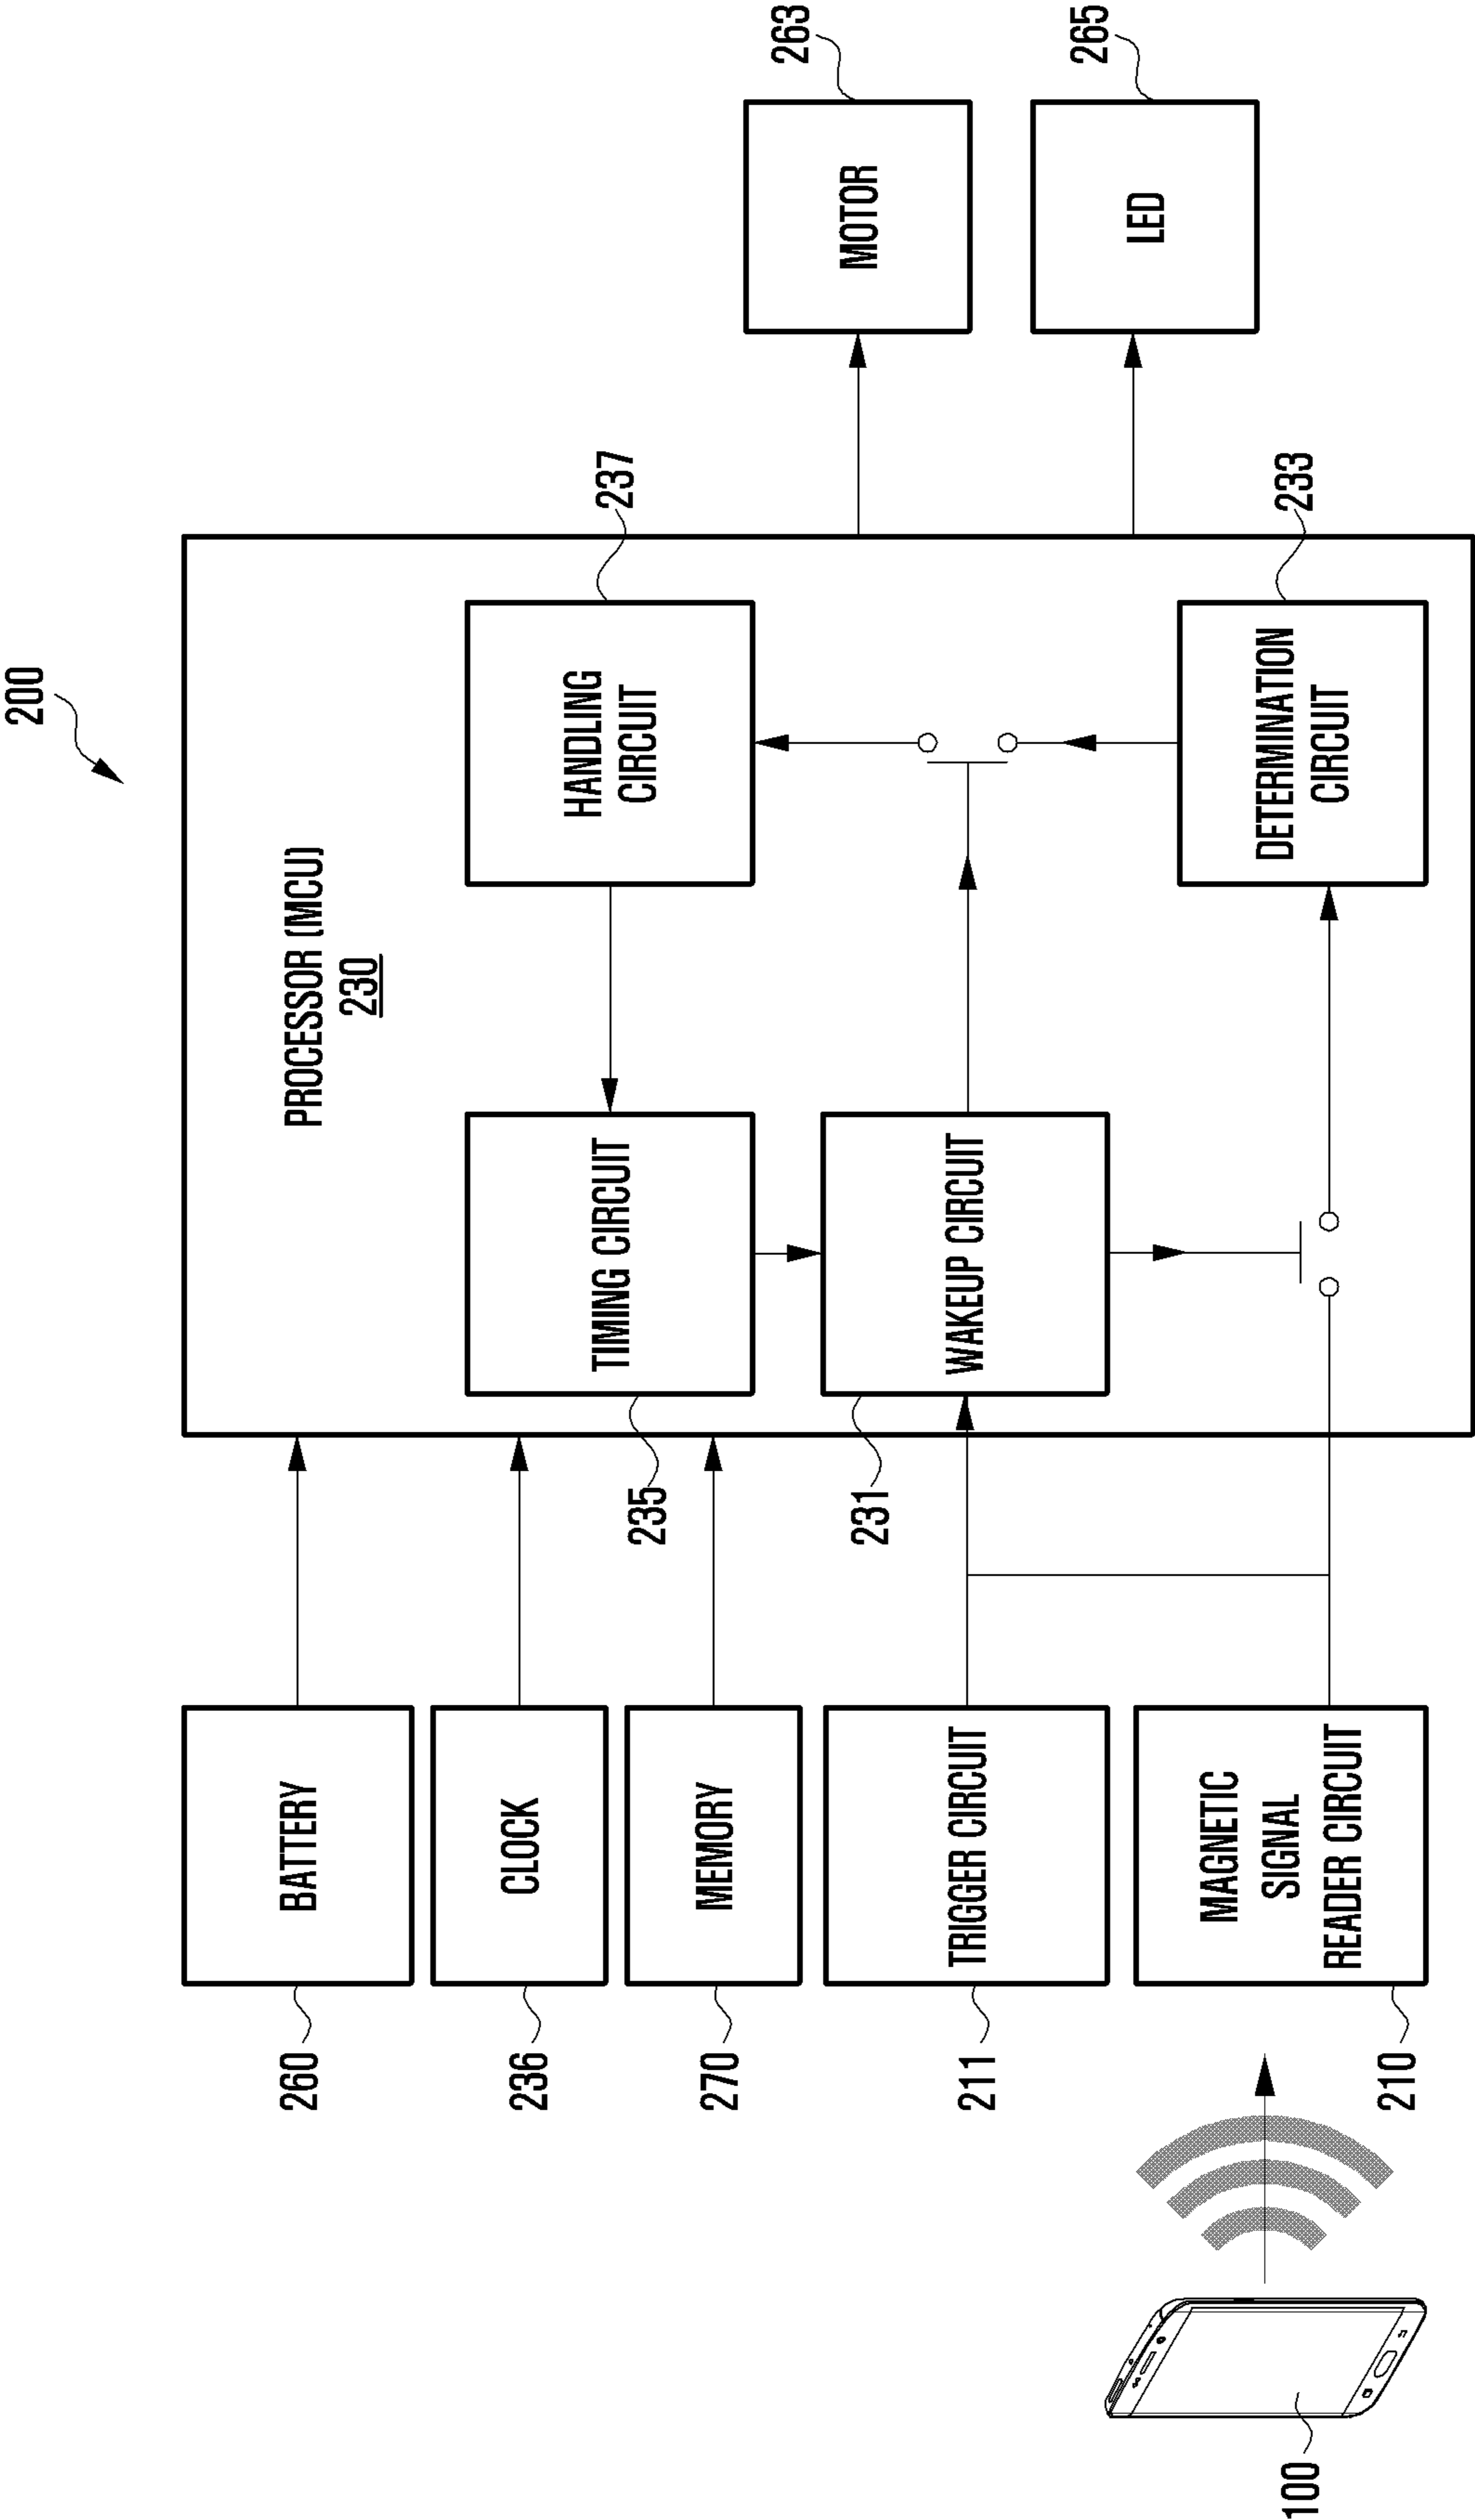 200
PROCESSOR (MCU)
230
260
BATTERY
236
CLOCK
270
MEMORY
211
TRIGGER CIRCUIT
210
MAGNETIC
SIGNAL
READER CIRCUIT
100
235
TIMING CIRCUIT
231
WAKEUP CIRCUIT
237
HANDLING
CIRCUIT
233
DETERMINATION
CIRCUIT
263
MOTOR
265
LED